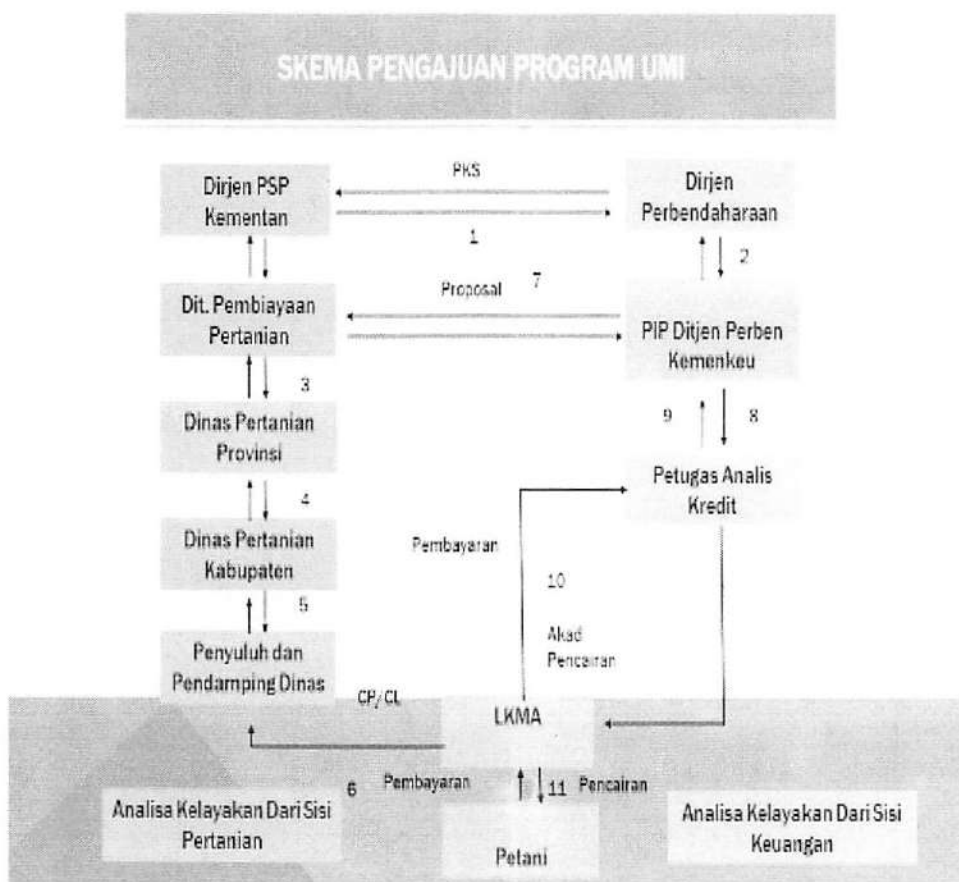 SKEMA PENGAJUAN PROGRAM UMI
Dirjen PSP
Kementan
PKS
1
Dirjen
Perbendaharaan
2
Dit. Pembiayaan
Pertanian
Proposal
7
PIP Ditjen Perben
Kemenkeu
3
9
8
Dinas Pertanian
Provinsi
Petugas Analis
Kredit
4
Dinas Pertanian
Kabupaten
Pembayaran
10
5
Akad
Pencairan
Penyuluh dan
Pendamping Dinas
CP/CL
LKMA
6
Pembayaran
11
Pencairan
Analisa Kelayakan Dari Sisi
Pertanian
Petani
Analisa Kelayakan Dari Sisi
Keuangan